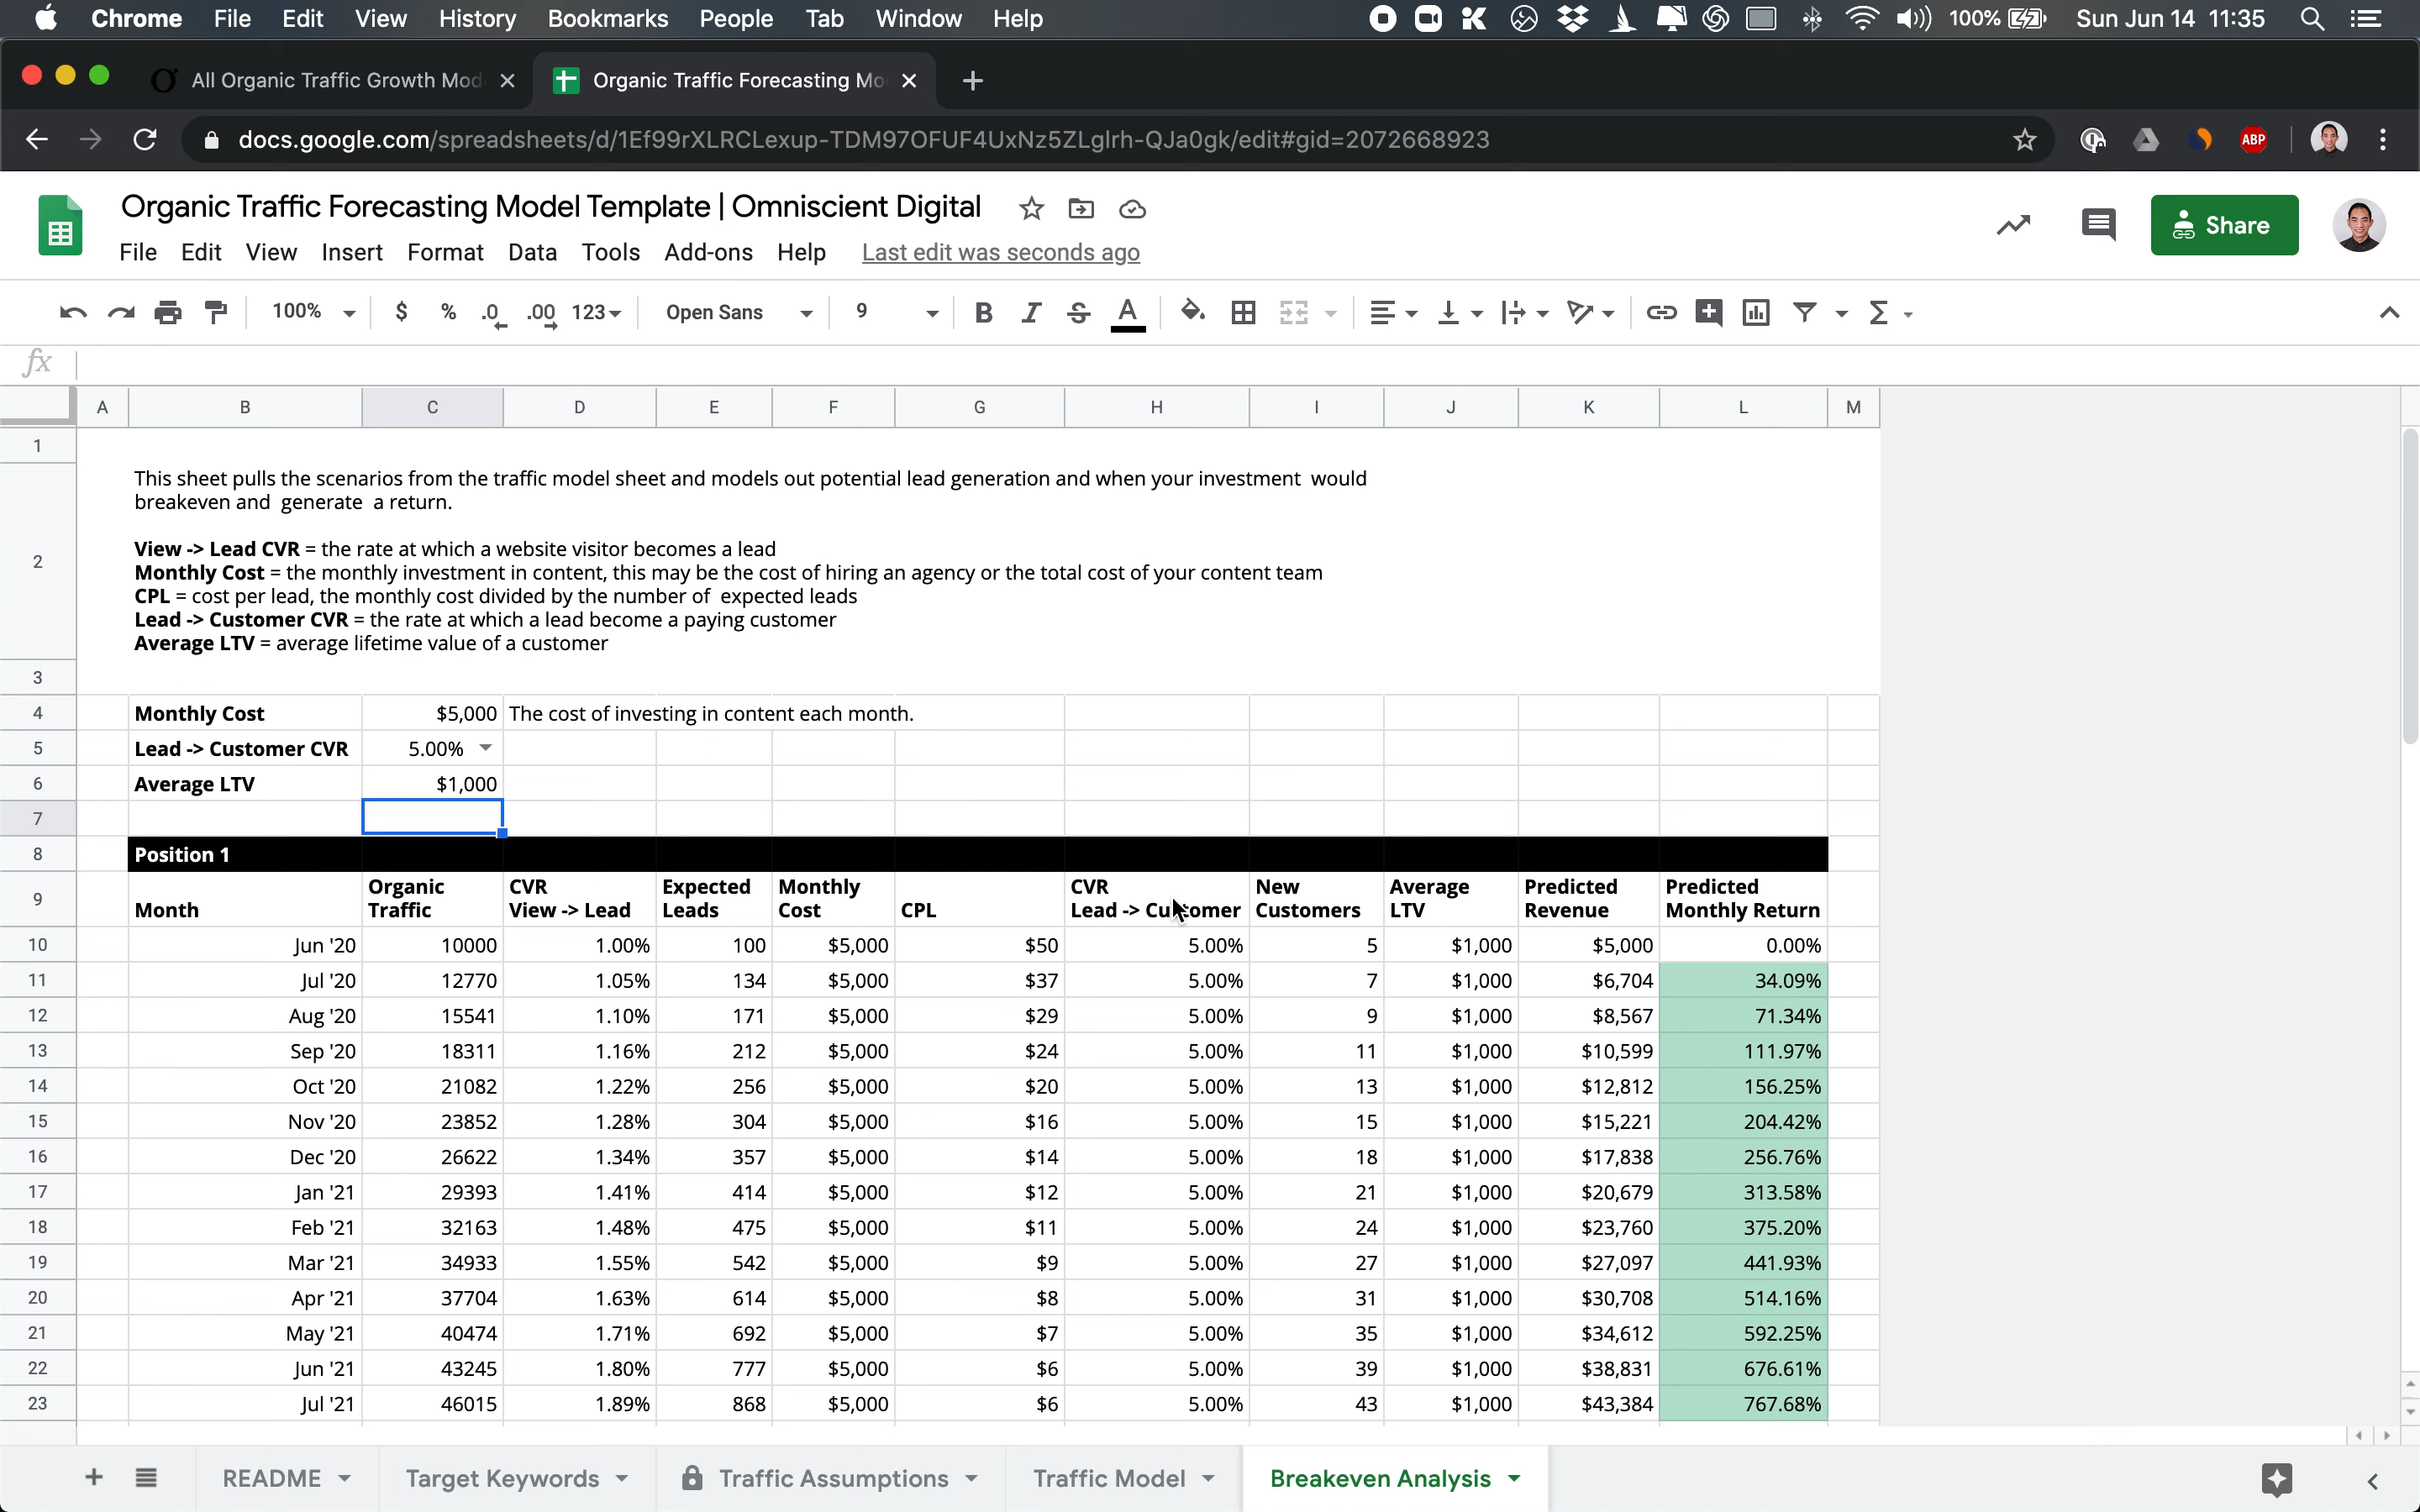 Chrome File Edit View History Bookmarks People Tab Window Help 100% Sun Jun 14 11:35
All Organic Traffic Growth Mod Organic Traffic Forecasting Mo
docs.google.com/spreadsheets/d/1Ef99rXLRCLexup-TDM97OFUF4UxNz5ZLglrh-QJa0gk/edit#gid=2072668923 ABP
Organic Traffic Forecasting Model Template | Omniscient Digital
Share
File Edit View Insert Format Data Tools Add-ons Help Last edit was seconds ago
100% $ % .0 .00 123 Open Sans 9 B I S A
fx
A B C D E F G H I J K L M
1
2
This sheet pulls the scenarios from the traffic model sheet and models out potential lead generation and when your investment would
breakeven and generate a return.
View -> Lead CVR = the rate at which a website visitor becomes a lead
Monthly Cost = the monthly investment in content, this may be the cost of hiring an agency or the total cost of your content team
CPL = cost per lead, the monthly cost divided by the number of expected leads
Lead -> Customer CVR = the rate at which a lead become a paying customer
Average LTV = average lifetime value of a customer
3
4 Monthly Cost $5,000 The cost of investing in content each month.
5 Lead -> Customer CVR 5.00%
6 Average LTV $1,000
7
8 Position 1
9 Month Organic Traffic CVR View -> Lead Expected Leads Monthly Cost CPL CVR Lead -> Customer New Customers Average LTV Predicted Revenue Predicted Monthly Return
10 Jun '20 10000 1.00% 100 $5,000 $50 5.00% 5 $1,000 $5,000 0.00%
11 Jul '20 12770 1.05% 134 $5,000 $37 5.00% 7 $1,000 $6,704 34.09%
12 Aug '20 15541 1.10% 171 $5,000 $29 5.00% 9 $1,000 $8,567 71.34%
13 Sep '20 18311 1.16% 212 $5,000 $24 5.00% 11 $1,000 $10,599 111.97%
14 Oct '20 21082 1.22% 256 $5,000 $20 5.00% 13 $1,000 $12,812 156.25%
15 Nov '20 23852 1.28% 304 $5,000 $16 5.00% 15 $1,000 $15,221 204.42%
16 Dec '20 26622 1.34% 357 $5,000 $14 5.00% 18 $1,000 $17,838 256.76%
17 Jan '21 29393 1.41% 414 $5,000 $12 5.00% 21 $1,000 $20,679 313.58%
18 Feb '21 32163 1.48% 475 $5,000 $11 5.00% 24 $1,000 $23,760 375.20%
19 Mar '21 34933 1.55% 542 $5,000 $9 5.00% 27 $1,000 $27,097 441.93%
20 Apr '21 37704 1.63% 614 $5,000 $8 5.00% 31 $1,000 $30,708 514.16%
21 May '21 40474 1.71% 692 $5,000 $7 5.00% 35 $1,000 $34,612 592.25%
22 Jun '21 43245 1.80% 777 $5,000 $6 5.00% 39 $1,000 $38,831 676.61%
23 Jul '21 46015 1.89% 868 $5,000 $6 5.00% 43 $1,000 $43,384 767.68%
README Target Keywords Traffic Assumptions Traffic Model Breakeven Analysis